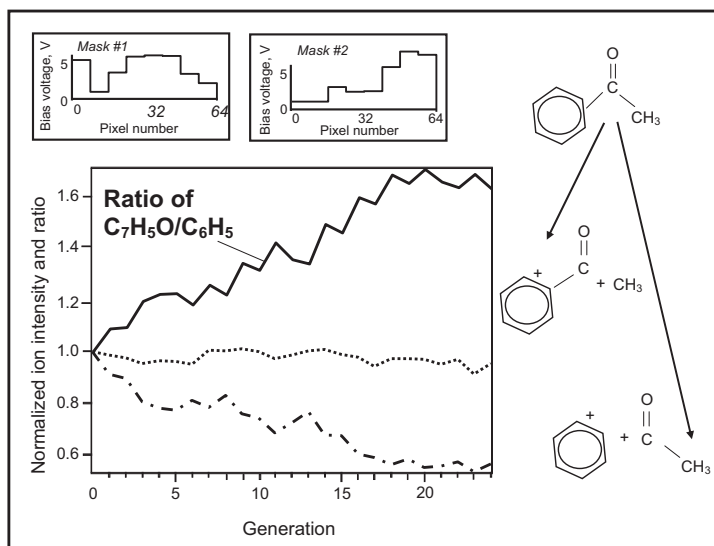 Mask #1
Bias voltage, V
5
0
0
32
64
Pixel number
Mask #2
Bias voltage, V
5
0
0
32
64
Pixel number
O
C
CH3
Normalized ion intensity and ratio
1.6
1.4
1.2
1.0
0.8
0.6
Ratio of
C7H5O/C6H5
0
5
10
15
20
Generation
O
+
C
+ CH3
O
+
+ C
CH3